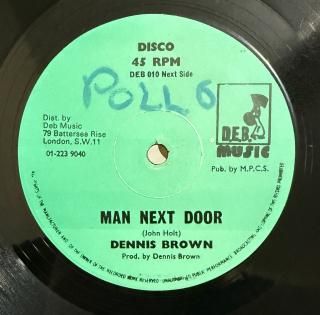 DISCO
45 RPM
DEB 010 Next Side
POLL 6
Dist. by
Deb Music
79 Battersea Rise
London, S.W.11
01-223 9040
D.E.B.
MUSIC
Pub. by M.P.C.S.
MAN NEXT DOOR
(John Holt)
DENNIS BROWN
Prod. by Dennis Brown